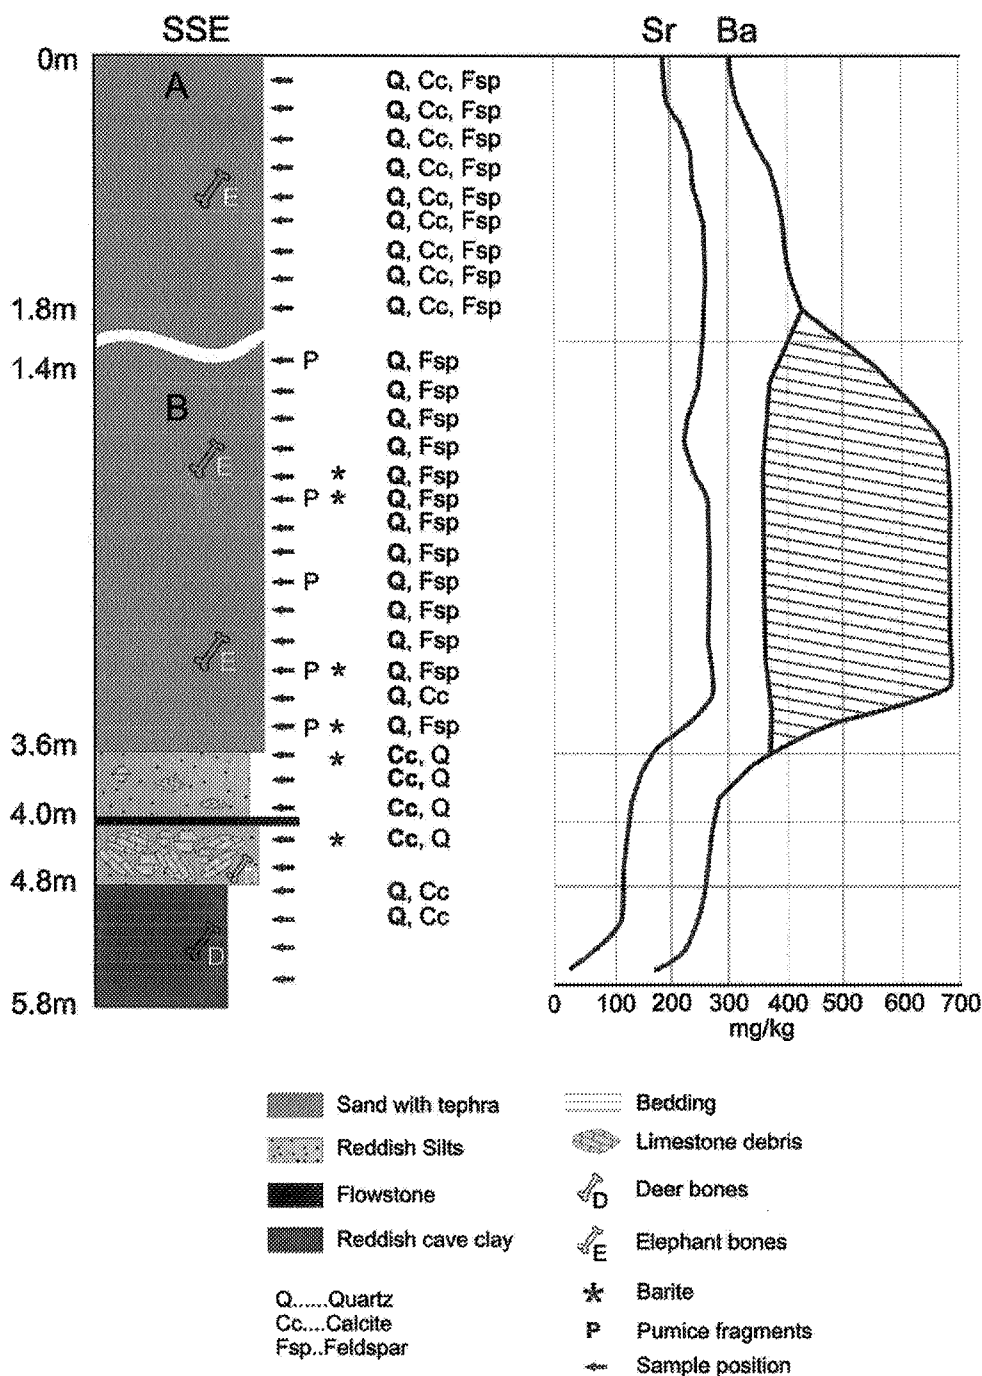 SSE Sr Ba
0m
A Q, Cc, Fsp
Q, Cc, Fsp
Q, Cc, Fsp
Q, Cc, Fsp
E Q, Cc, Fsp
Q, Cc, Fsp
Q, Cc, Fsp
Q, Cc, Fsp
1.8m Q, Cc, Fsp
1.4m P Q, Fsp
Q, Fsp
B Q, Fsp
Q, Fsp
E * Q, Fsp
P * Q, Fsp
Q, Fsp
Q, Fsp
P Q, Fsp
Q, Fsp
Q, Fsp
E P * Q, Fsp
Q, Cc
P * Q, Fsp
3.6m * Cc, Q
Cc, Q
4.0m Cc, Q
* Cc, Q
4.8m Q, Cc
Q, Cc
D
5.8m
0 100 200 300 400 500 600 700
mg/kg
Sand with tephra
Reddish Silts
Flowstone
Reddish cave clay
Q......Quartz
Cc....Calcite
Fsp..Feldspar
Bedding
Limestone debris
D Deer bones
E Elephant bones
* Barite
P Pumice fragments
Sample position